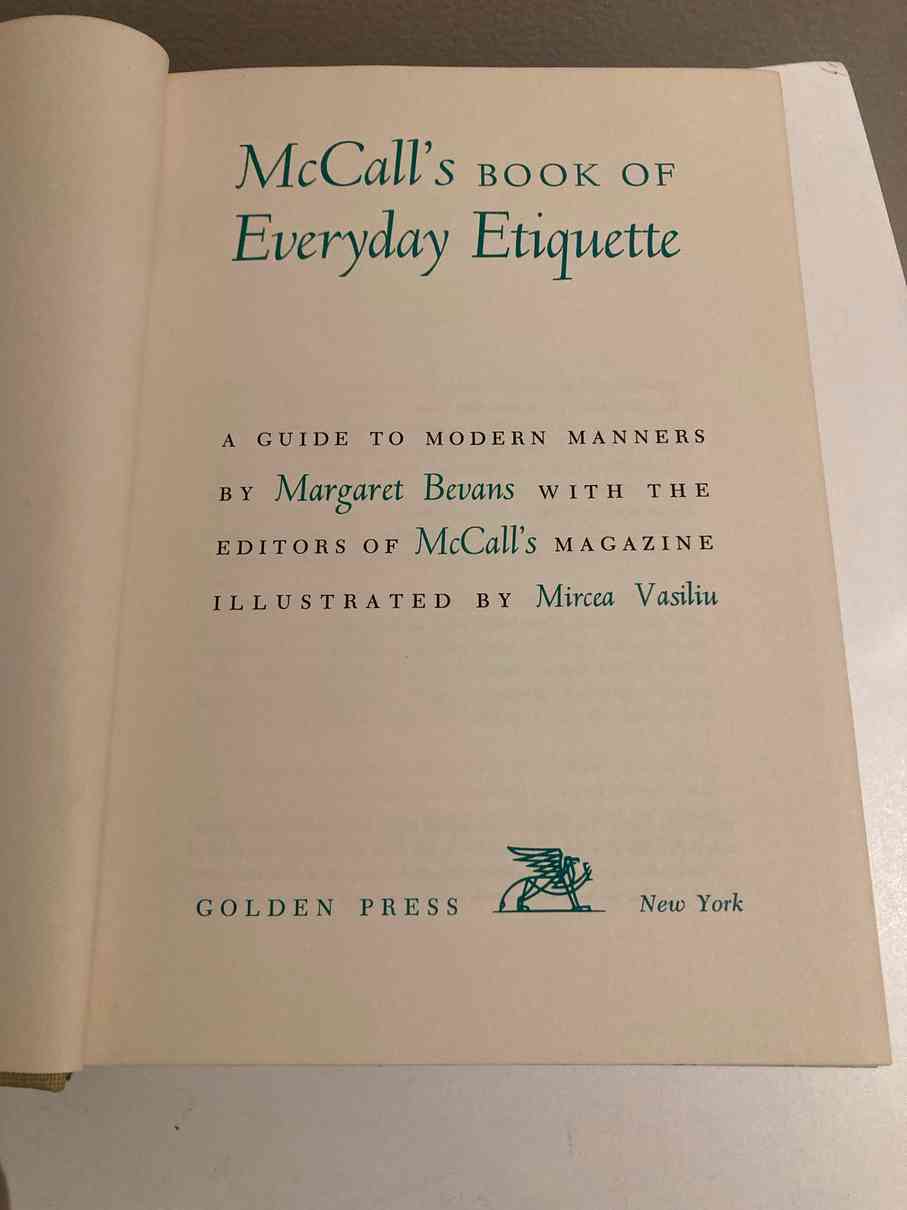 McCall's BOOK OF
Everyday Etiquette
A GUIDE TO MODERN MANNERS
BY Margaret Bevans WITH THE
EDITORS OF McCall's MAGAZINE
ILLUSTRATED BY Mircea Vasiliu
GOLDEN PRESS New York